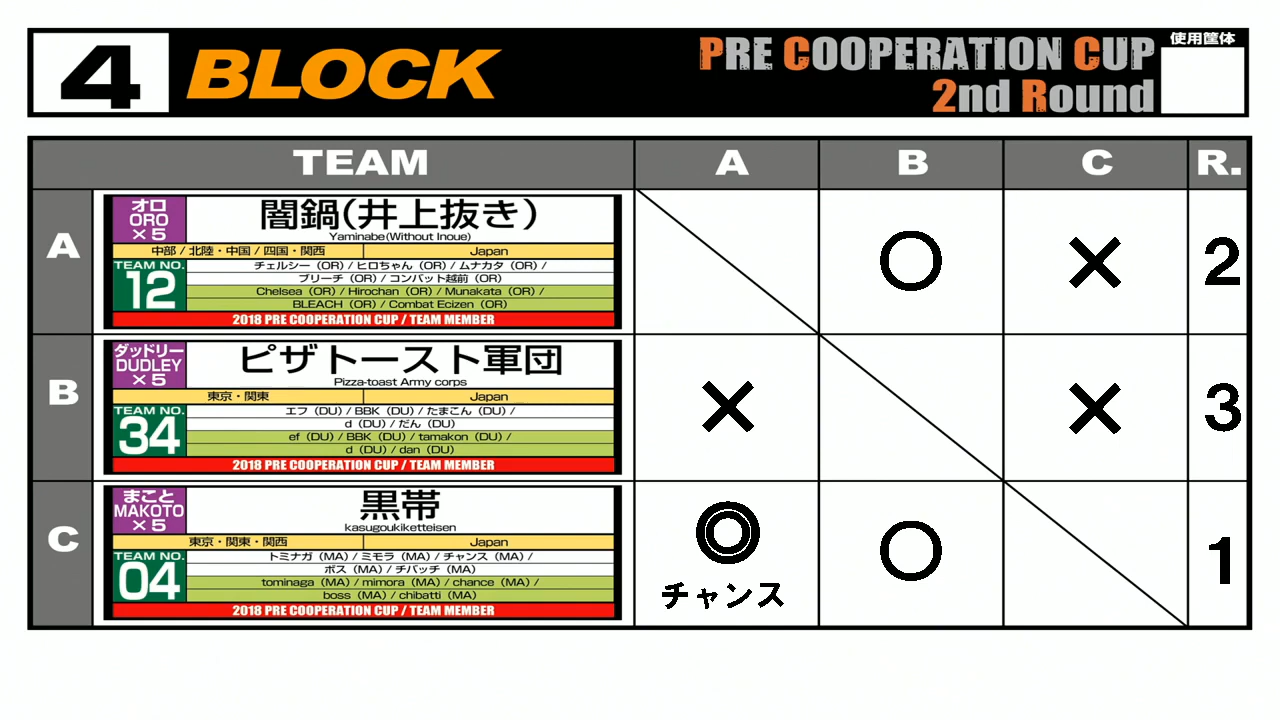 4 BLOCK
PRE COOPERATION CUP
2nd Round
使用筐体
TEAM A B C R.
A
オロ
ORO
×5
闇鍋(井上抜き)
Yaminabe(Without Inoue)
中部 / 北陸・中国 / 四国・関西 Japan
TEAM NO.
12
チェルシー (OR) / ヒロちゃん (OR) / ムナカタ (OR) /
ブリーチ (OR) / コンバット越前 (OR)
Chelsea (OR) / Hirochan (OR) / Munakata (OR) /
BLEACH (OR) / Combat Ecizen (OR)
2018 PRE COOPERATION CUP / TEAM MEMBER
○ × 2
B
ダッドリー
DUDLEY
×5
ピザトースト軍団
Pizza-toast Army corps
東京・関東 Japan
TEAM NO.
34
エフ (DU) / BBK (DU) / たまこん (DU) /
d (DU) / だん (DU)
ef (DU) / BBK (DU) / tamakon (DU) /
d (DU) / dan (DU)
2018 PRE COOPERATION CUP / TEAM MEMBER
× × 3
C
まこと
MAKOTO
×5
黒帯
kasugoukiketteisen
東京・関東・関西 Japan
TEAM NO.
04
トミナガ (MA) / ミモラ (MA) / チャンス (MA) /
ボス (MA) / チバッチ (MA)
tominaga (MA) / mimora (MA) / chance (MA) /
boss (MA) / chibatti (MA)
2018 PRE COOPERATION CUP / TEAM MEMBER
◎ ○ 1
チャンス